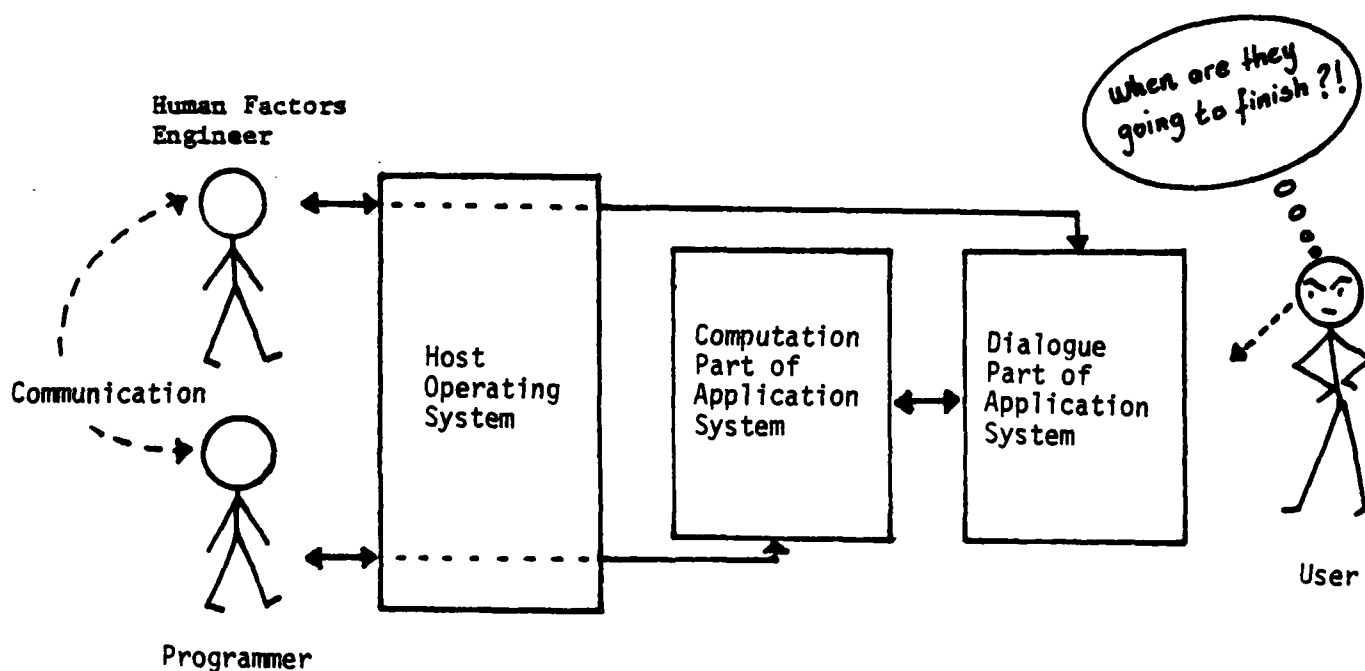 When are they
going to finish?!
Human Factors
Engineer
Communication
Host
Operating
System
Computation
Part of
Application
System
Dialogue
Part of
Application
System
User
Programmer